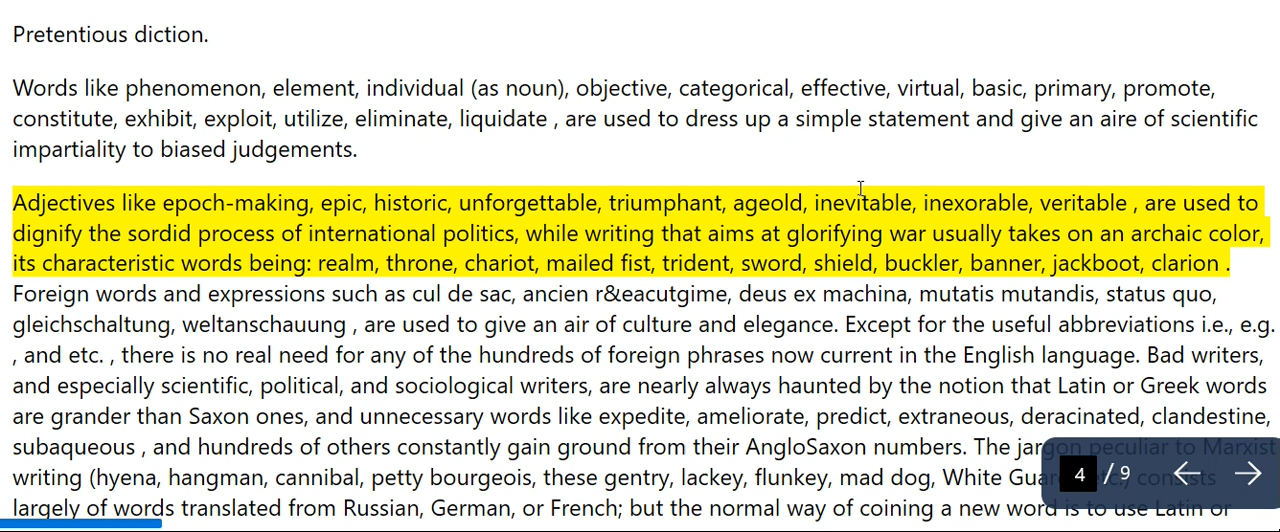 Pretentious diction.
Words like phenomenon, element, individual (as noun), objective, categorical, effective, virtual, basic, primary, promote,
constitute, exhibit, exploit, utilize, eliminate, liquidate , are used to dress up a simple statement and give an aire of scientific
impartiality to biased judgements.
Adjectives like epoch-making, epic, historic, unforgettable, triumphant, ageold, inevitable, inexorable, veritable , are used to
dignify the sordid process of international politics, while writing that aims at glorifying war usually takes on an archaic color,
its characteristic words being: realm, throne, chariot, mailed fist, trident, sword, shield, buckler, banner, jackboot, clarion .
Foreign words and expressions such as cul de sac, ancien r&eacutgime, deus ex machina, mutatis mutandis, status quo,
gleichschaltung, weltanschauung , are used to give an air of culture and elegance. Except for the useful abbreviations i.e., e.g.
, and etc. , there is no real need for any of the hundreds of foreign phrases now current in the English language. Bad writers,
and especially scientific, political, and sociological writers, are nearly always haunted by the notion that Latin or Greek words
are grander than Saxon ones, and unnecessary words like expedite, ameliorate, predict, extraneous, deracinated, clandestine,
subaqueous , and hundreds of others constantly gain ground from their AngloSaxon numbers. The jargon peculiar to Marxist
writing (hyena, hangman, cannibal, petty bourgeois, these gentry, lackey, flunkey, mad dog, White Guard, etc.) consists
largely of words translated from Russian, German, or French; but the normal way of coining a new word is to use Latin or
4 / 9